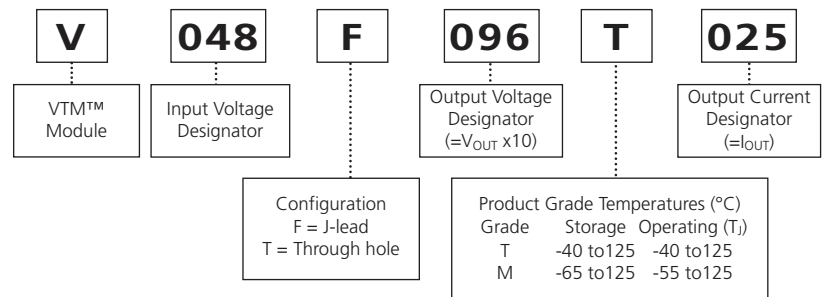 V 048 F 096 T 025
VTM™
Module
Input Voltage
Designator
Output Voltage
Designator
(=VOUT x10)
Output Current
Designator
(=IOUT)
Configuration
F = J-lead
T = Through hole
Product Grade Temperatures (°C)
Grade Storage Operating (TJ)
T -40 to125 -40 to125
M -65 to125 -55 to125